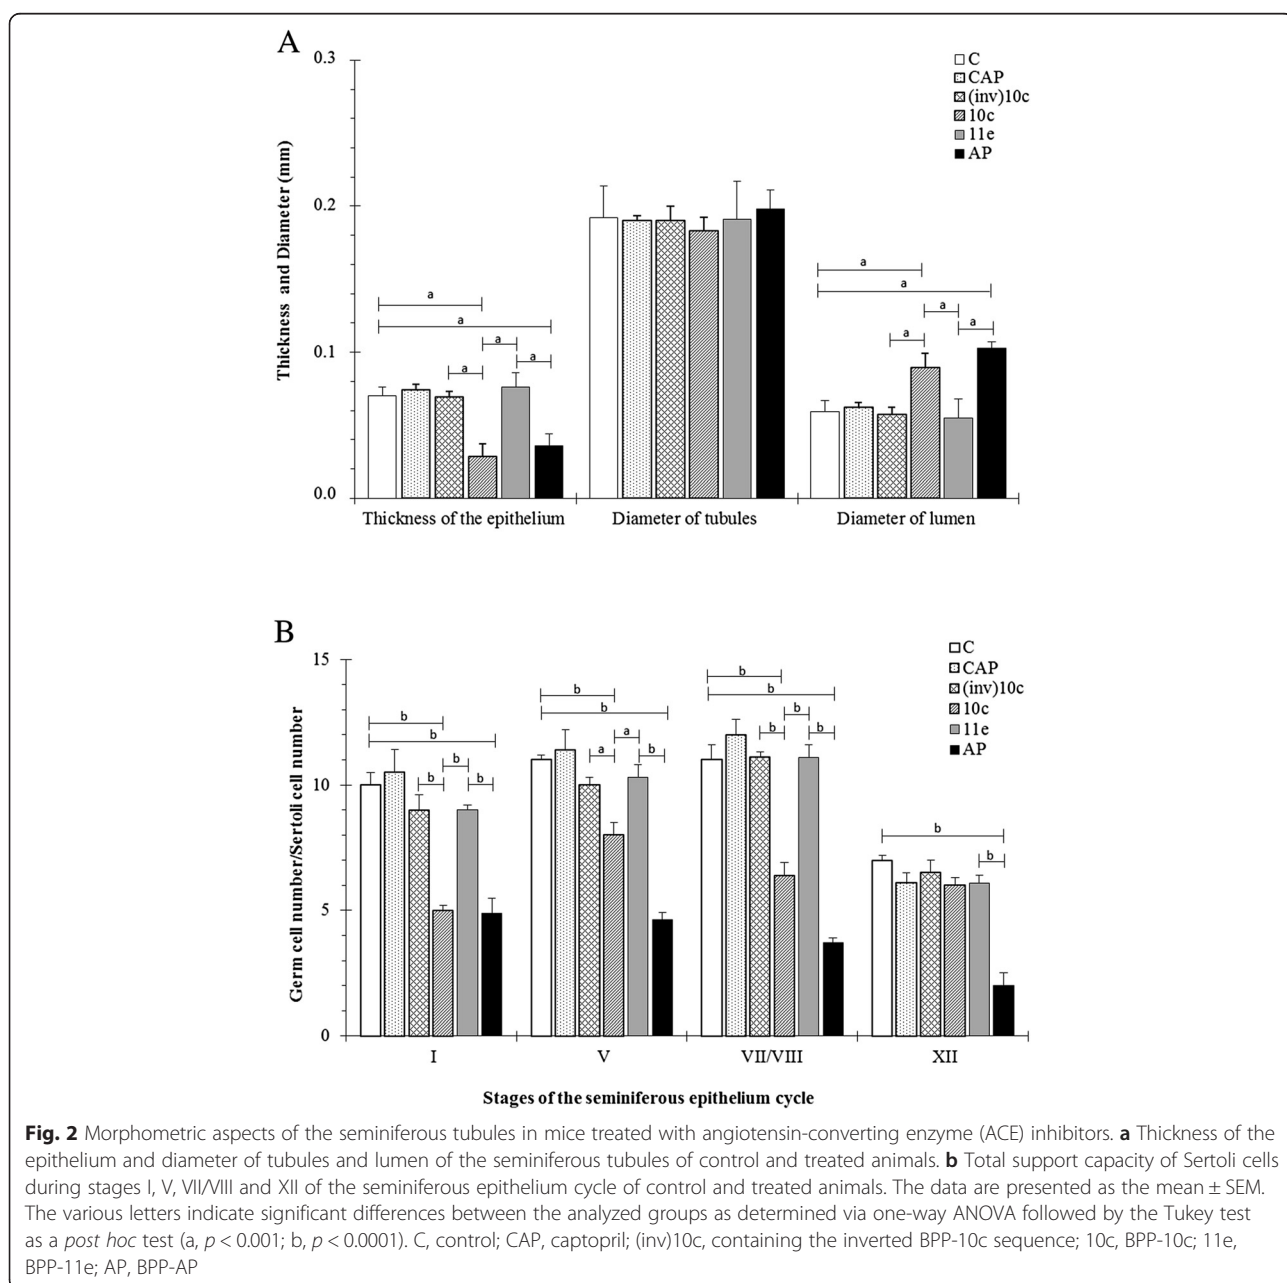 A
0.3
C
CAP
(inv)10c
10c
11e
AP
Thickness and Diameter (mm)
0.2
a
a
a
a
a
a
a
a
a
a
0.1
0.0
Thickness of the epithelium
Diameter of tubules
Diameter of lumen
B
15
C
CAP
(inv)10c
10c
11e
AP
Germ cell number/Sertoli cell number
b
b
b
b
b
b
b
a
a
b
b
b
b
b
b
b
b
10
5
0
I
V
VII/VIII
XII
Stages of the seminiferous epithelium cycle
Fig. 2 Morphometric aspects of the seminiferous tubules in mice treated with angiotensin-converting enzyme (ACE) inhibitors. a Thickness of the
epithelium and diameter of tubules and lumen of the seminiferous tubules of control and treated animals. b Total support capacity of Sertoli cells
during stages I, V, VII/VIII and XII of the seminiferous epithelium cycle of control and treated animals. The data are presented as the mean ± SEM.
The various letters indicate significant differences between the analyzed groups as determined via one-way ANOVA followed by the Tukey test
as a post hoc test (a, p < 0.001; b, p < 0.0001). C, control; CAP, captopril; (inv)10c, containing the inverted BPP-10c sequence; 10c, BPP-10c; 11e,
BPP-11e; AP, BPP-AP